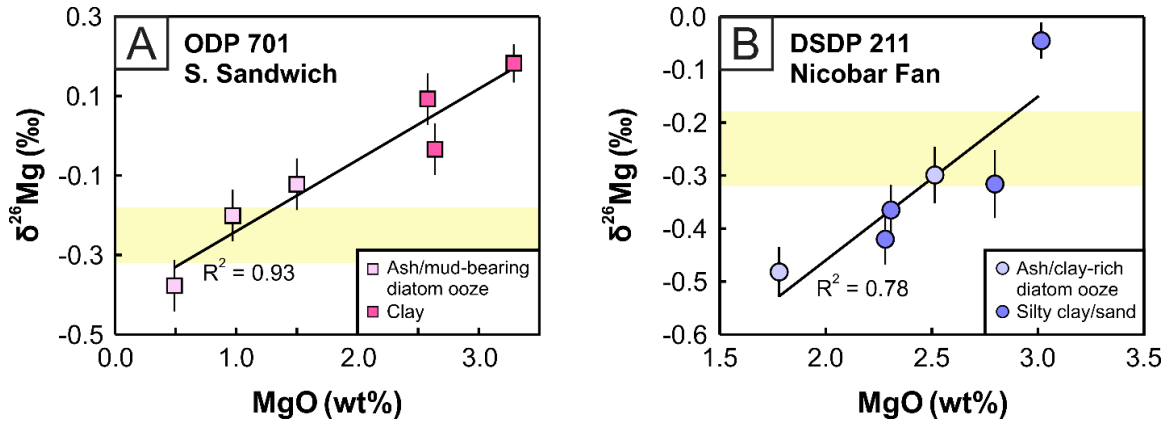 A
ODP 701
S. Sandwich
0.3
0.1
-0.1
-0.3
-0.5
δ²⁶Mg (‰)
R² = 0.93
Ash/mud-bearing
diatom ooze
Clay
0.0
1.0
2.0
3.0
MgO (wt%)
B
DSDP 211
Nicobar Fan
0.0
-0.1
-0.2
-0.3
-0.4
-0.5
-0.6
δ²⁶Mg (‰)
R² = 0.78
Ash/clay-rich
diatom ooze
Silty clay/sand
1.5
2.0
2.5
3.0
3.5
MgO (wt%)